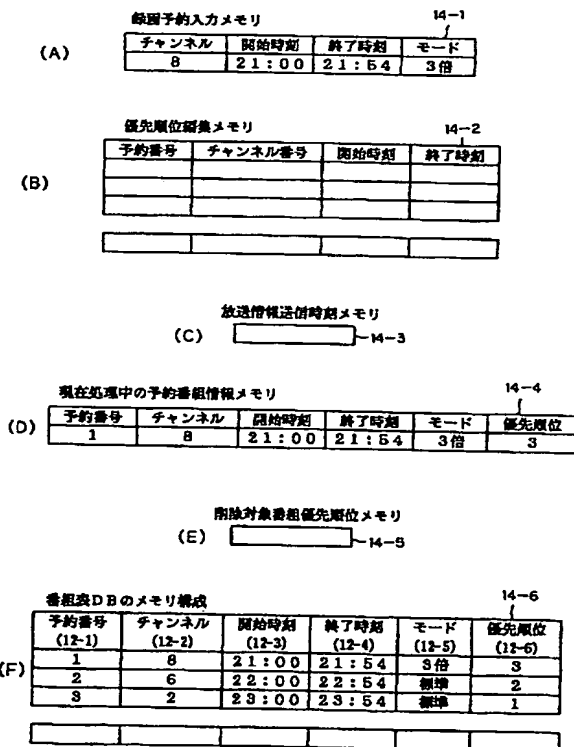 録画予約入力メモリ 14-1
(A)
チャンネル 開始時刻 終了時刻 モード
8 21:00 21:54 3倍
優先順位編集メモリ 14-2
(B)
予約番号 チャンネル番号 開始時刻 終了時刻
放送情報送信時刻メモリ
(C) 14-3
現在処理中の予約番組情報メモリ 14-4
(D)
予約番号 チャンネル 開始時刻 終了時刻 モード 優先順位
1 8 21:00 21:54 3倍 3
削除対象番組優先順位メモリ
(E) 14-5
番組表DBのメモリ構成 14-6
(F)
予約番号 チャンネル 開始時刻 終了時刻 モード 優先順位
(12-1) (12-2) (12-3) (12-4) (12-5) (12-6)
1 8 21:00 21:54 3倍 3
2 6 22:00 22:54 標準 2
3 2 23:00 23:54 標準 1